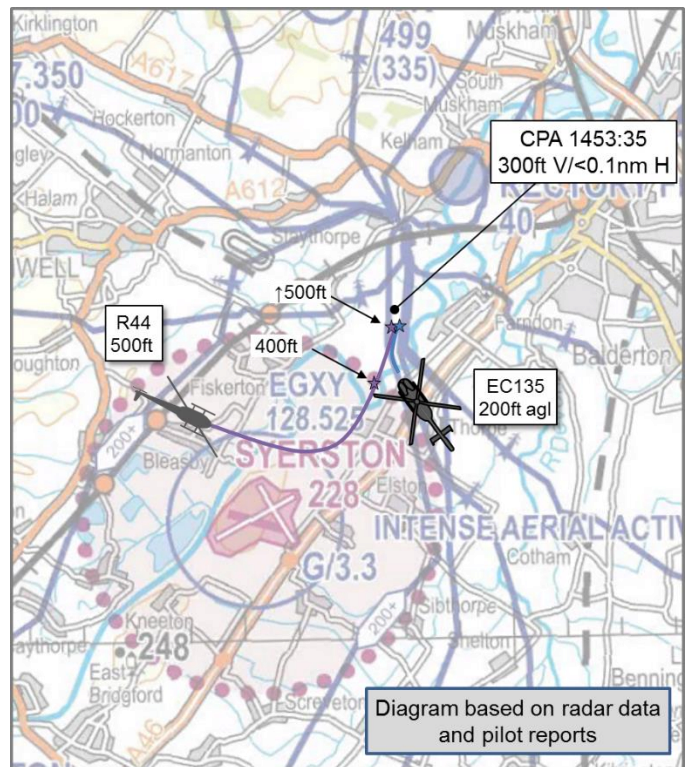 Kirklington
499
(335)
Muskham
South
Muskham
7.350
00
A617
Hockerton
Kelham
CPA 1453:35
300ft V/<0.1nm H
Normanton
A612
Halam
Staythorpe
40
WELL
↑500ft
R44
500ft
400ft
Farndon
Balderton
oughton
Fiskerton
EGXY
128.525
EC135
200ft agl
200+
Bleasby
SYERSTON
228
Elston
INTENSE AERIAL ACTIV
G/3.3
Cotham
Kneeton
248
200+
Sibthorpe
Shelton
East
Bridgford
Screveton
Benning
A46
Diagram based on radar data
and pilot reports